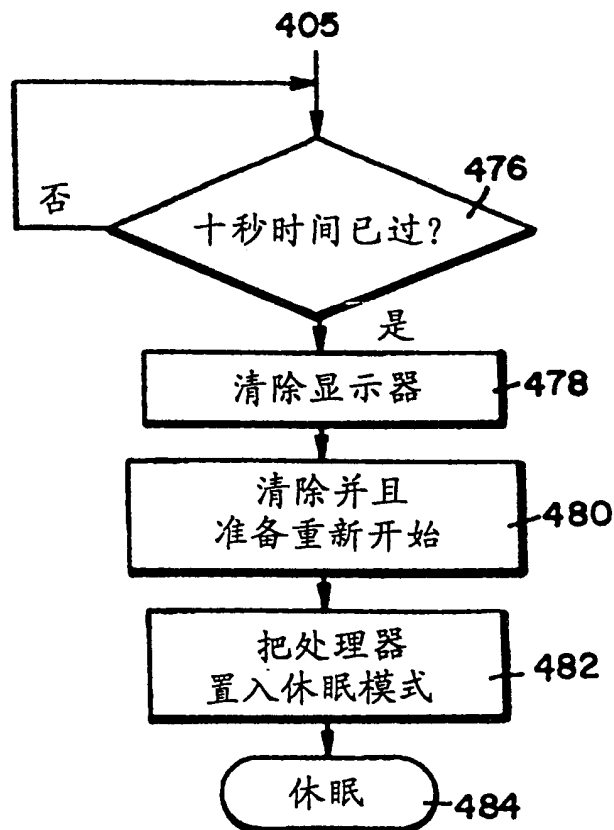 405
476
否
十秒时间已过?
是
清除显示器
478
清除并且
准备重新开始
480
把处理器
置入休眠模式
482
休眠
484